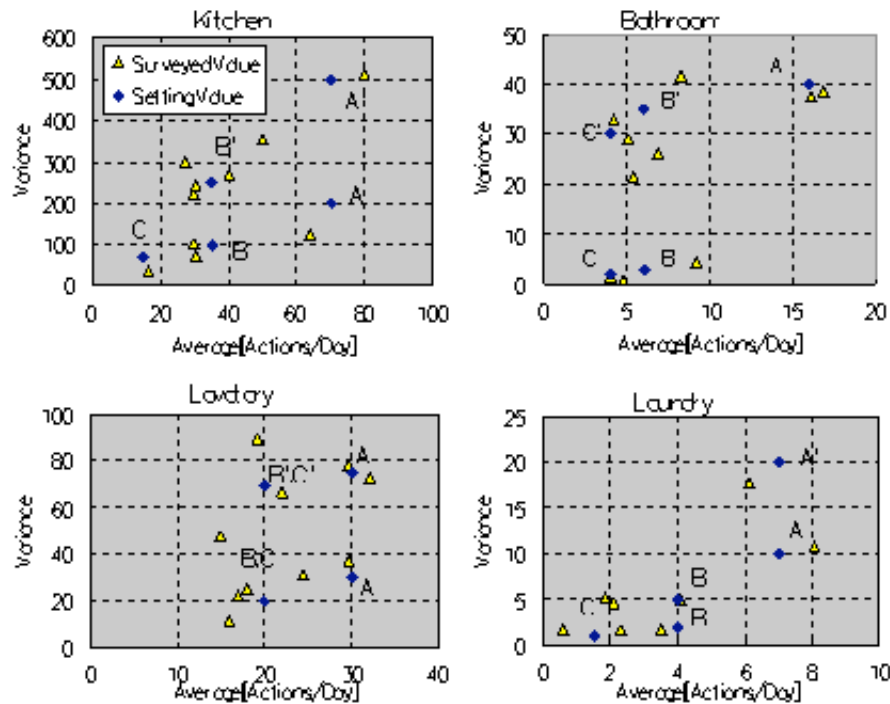 Kitchen
600
500
400
300
200
100
0
Variance
SurveyedValue
SettingValue
A'
B'
A
C
B
0 20 40 60 80 100
Average[Actions/Day]
Bathroom
50
40
30
20
10
0
Variance
A
B'
C'
C
B
0 5 10 15 20
Average[Actions/Day]
Lavatory
100
80
60
40
20
0
Variance
A'
B',C'
B,C
A
0 10 20 30 40
Average[Actions/Day]
Laundry
25
20
15
10
5
0
Variance
A'
A
B
C
B
0 2 4 6 8 10
Average[Actions/Day]